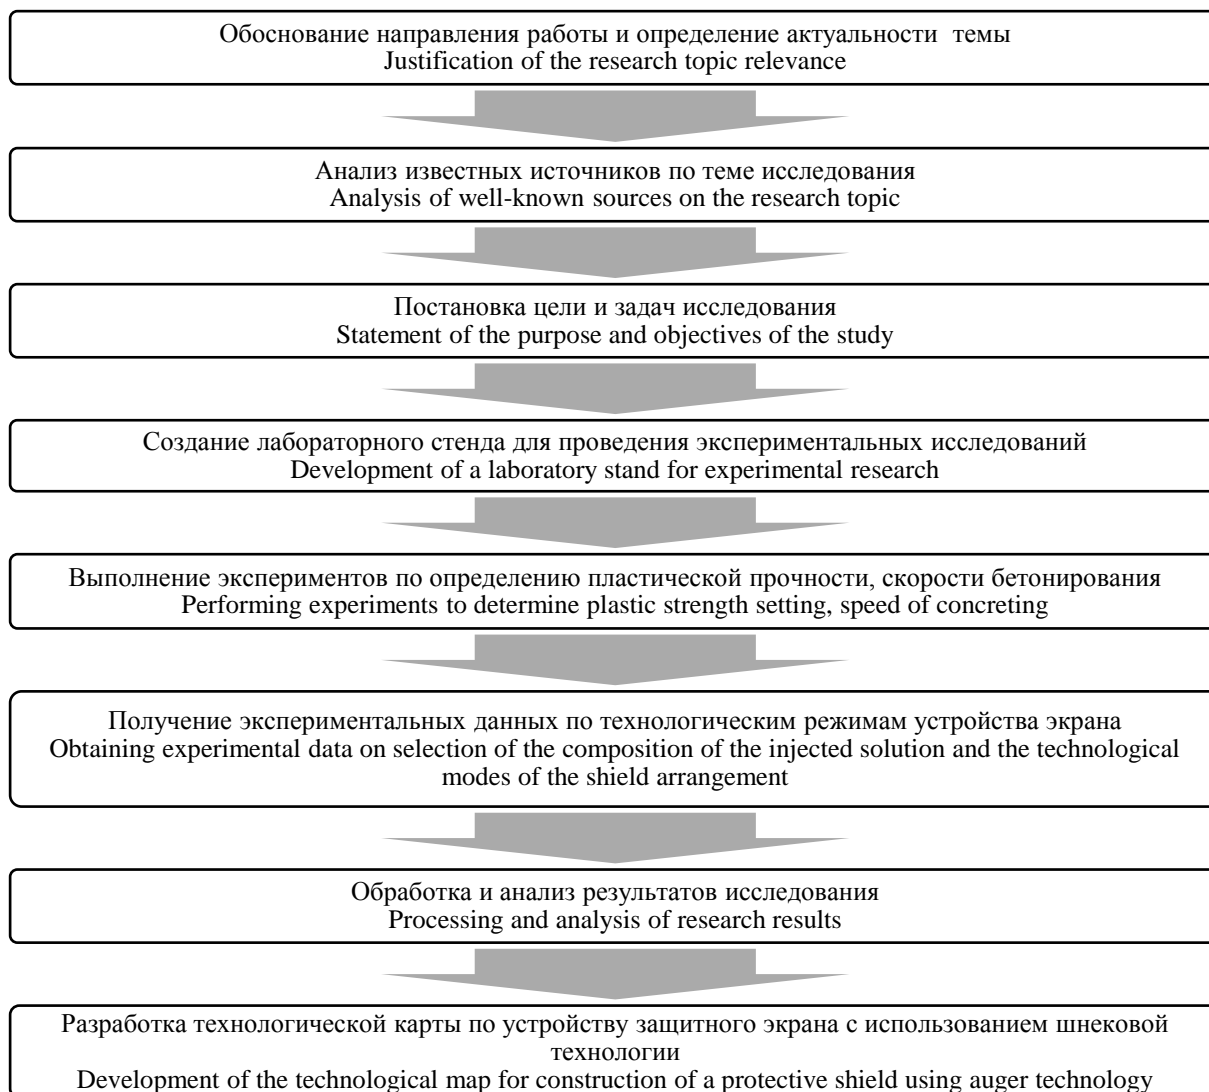 Обоснование направления работы и определение актуальности темы
Justification of the research topic relevance
Анализ известных источников по теме исследования
Analysis of well-known sources on the research topic
Постановка цели и задач исследования
Statement of the purpose and objectives of the study
Создание лабораторного стенда для проведения экспериментальных исследований
Development of a laboratory stand for experimental research
Выполнение экспериментов по определению пластической прочности, скорости бетонирования
Performing experiments to determine plastic strength setting, speed of concreting
Получение экспериментальных данных по технологическим режимам устройства экрана
Obtaining experimental data on selection of the composition of the injected solution and the technological
modes of the shield arrangement
Обработка и анализ результатов исследования
Processing and analysis of research results
Разработка технологической карты по устройству защитного экрана с использованием шнековой
технологии
Development of the technological map for construction of a protective shield using auger technology